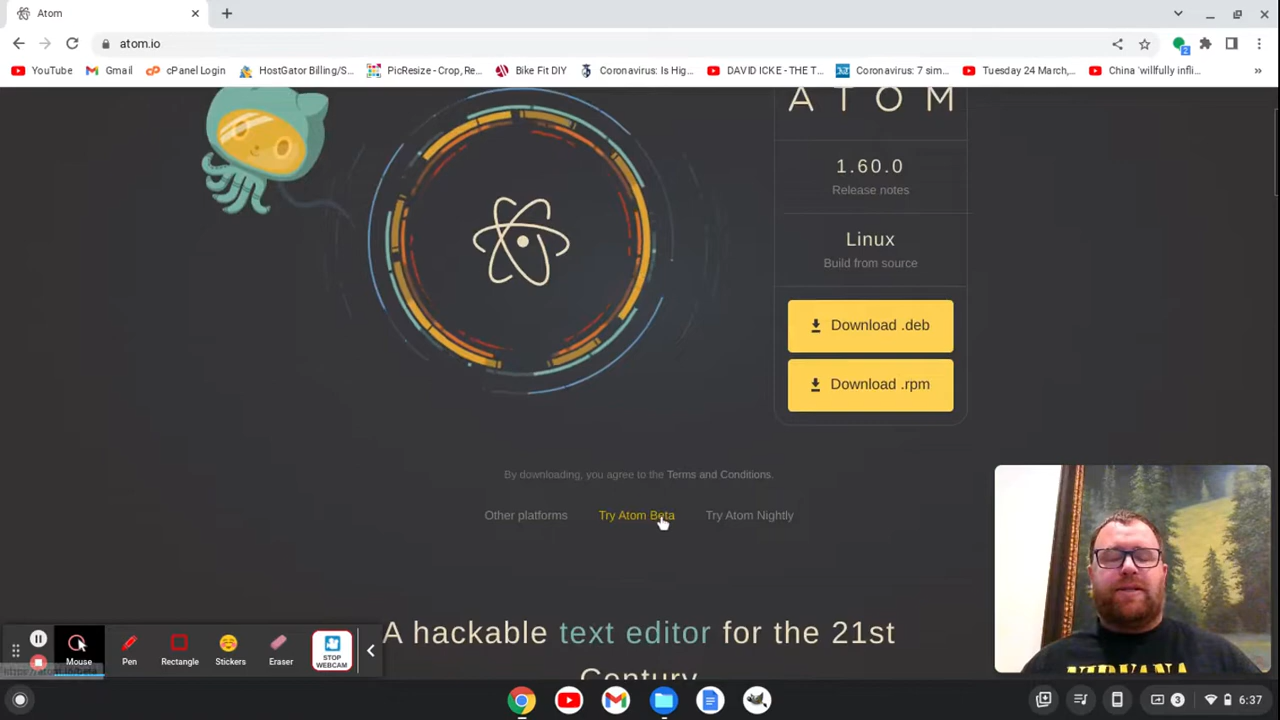 Atom
atom.io
YouTube
Gmail
cPanel Login
HostGator Billing/S...
PicResize - Crop, Re...
Bike Fit DIY
Coronavirus: Is Hig...
DAVID ICKE - THE T...
Coronavirus: 7 sim...
Tuesday 24 March,...
China 'willfully infli...
»
ATOM
1.60.0
Release notes
Linux
Build from source
Download .deb
Download .rpm
By downloading, you agree to the Terms and Conditions.
Other platforms
Try Atom Beta
Try Atom Nightly
A hackable text editor for the 21st
Century
Mouse
Pen
Rectangle
Stickers
Eraser
STOP
WEBCAM
NIRVANA
3
6:37